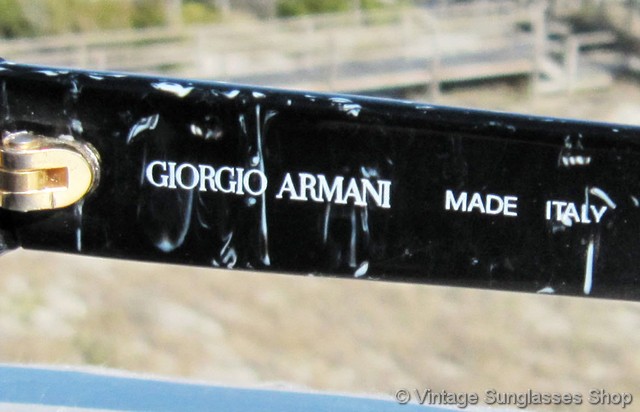 GIORGIO ARMANI MADE ITALY
© Vintage Sunglasses Shop